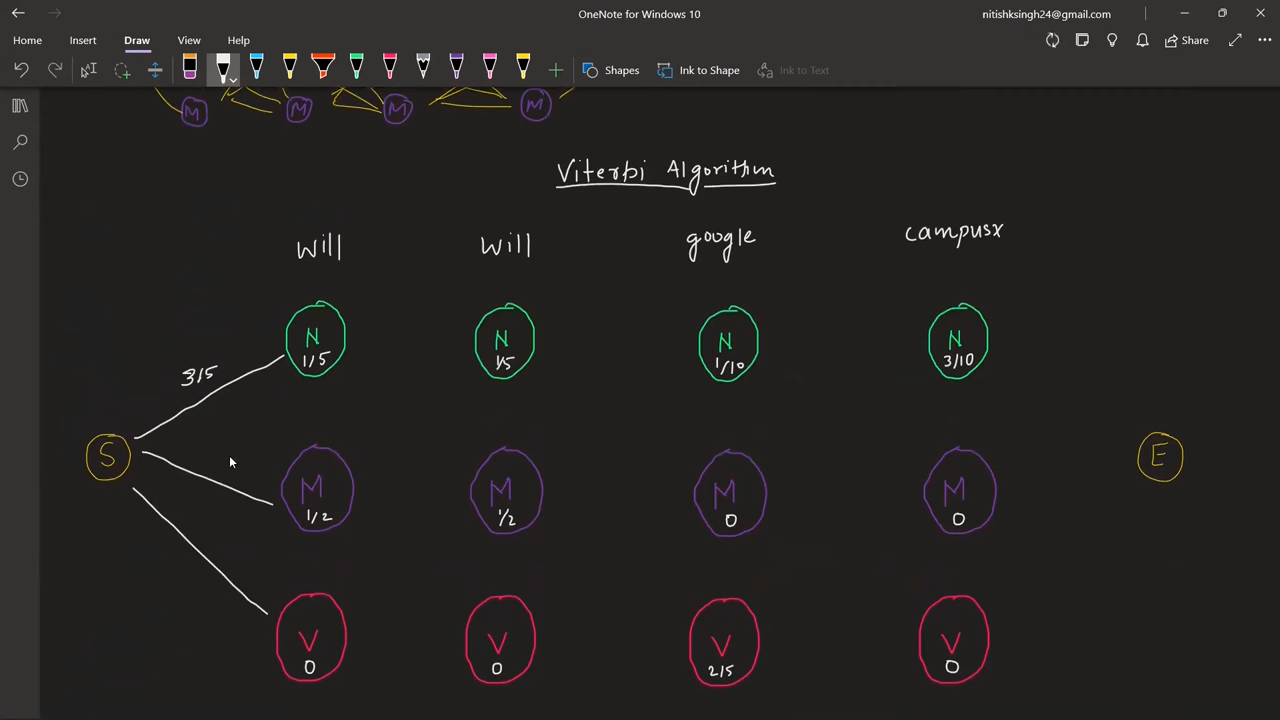 OneNote for Windows 10
nitishksingh24@gmail.com
Home Insert Draw View Help
Share
Shapes Ink to Shape Ink to Text
M M M M
Viterbi Algorithm
Will Will google campusx
N N N N
1/5 1/5 1/10 3/10
3/5
S E
M M M M
1/2 1/2 0 0
V V V V
0 0 2/5 0